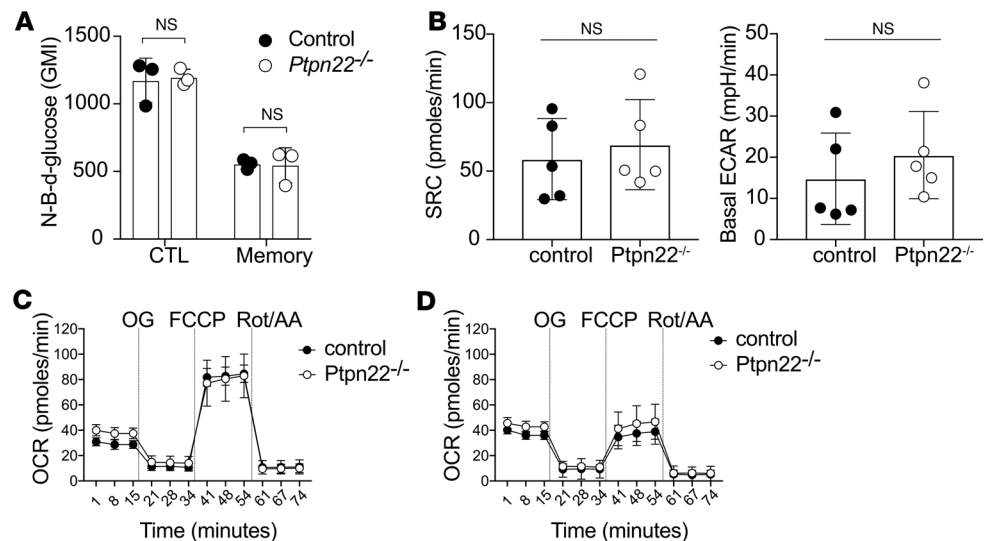 A
N-B-d-glucose (GMI)
1500
1000
500
0
NS
NS
CTL
Memory
Control
Ptpn22-/-
B
SRC (pmoles/min)
150
100
50
0
NS
control
Ptpn22-/-
Basal ECAR (mpH/min)
50
40
30
20
10
0
NS
control
Ptpn22-/-
C
OG FCCP Rot/AA
OCR (pmoles/min)
120
100
80
60
40
20
0
1 8 15 21 28 34 41 48 54 61 67 74
Time (minutes)
control
Ptpn22-/-
D
OG FCCP Rot/AA
OCR (pmoles/min)
120
100
80
60
40
20
0
1 8 15 21 28 34 41 48 54 61 67 74
Time (minutes)
control
Ptpn22-/-